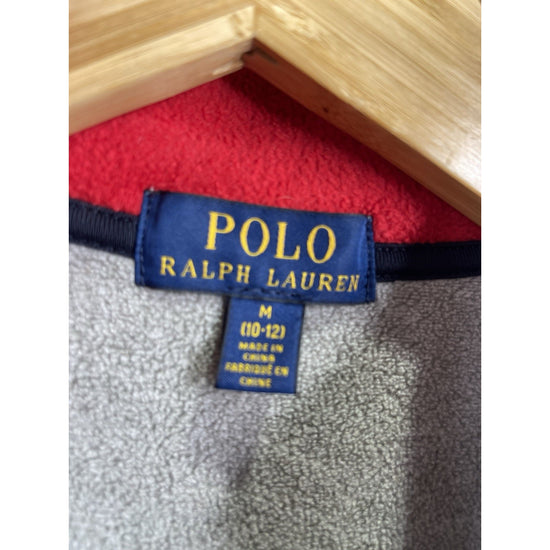 POLO
RALPH LAUREN
M
(10-12)
MADE IN
CHINA
FABRIQUÉ EN
CHINE